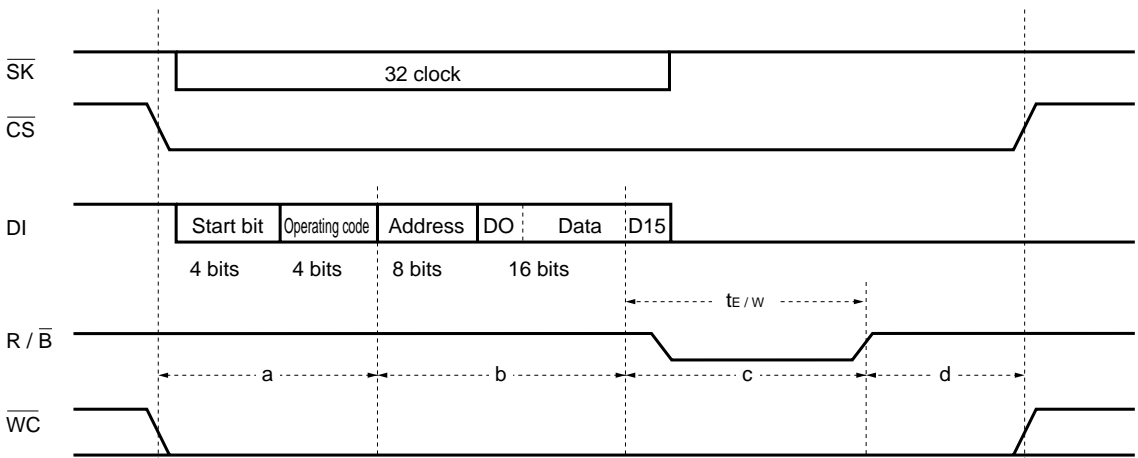 SK
32 clock
CS
DI
Start bit
Operating code
Address
DO
Data
D15
4 bits
4 bits
8 bits
16 bits
tE / W
R / B
a
b
c
d
WC